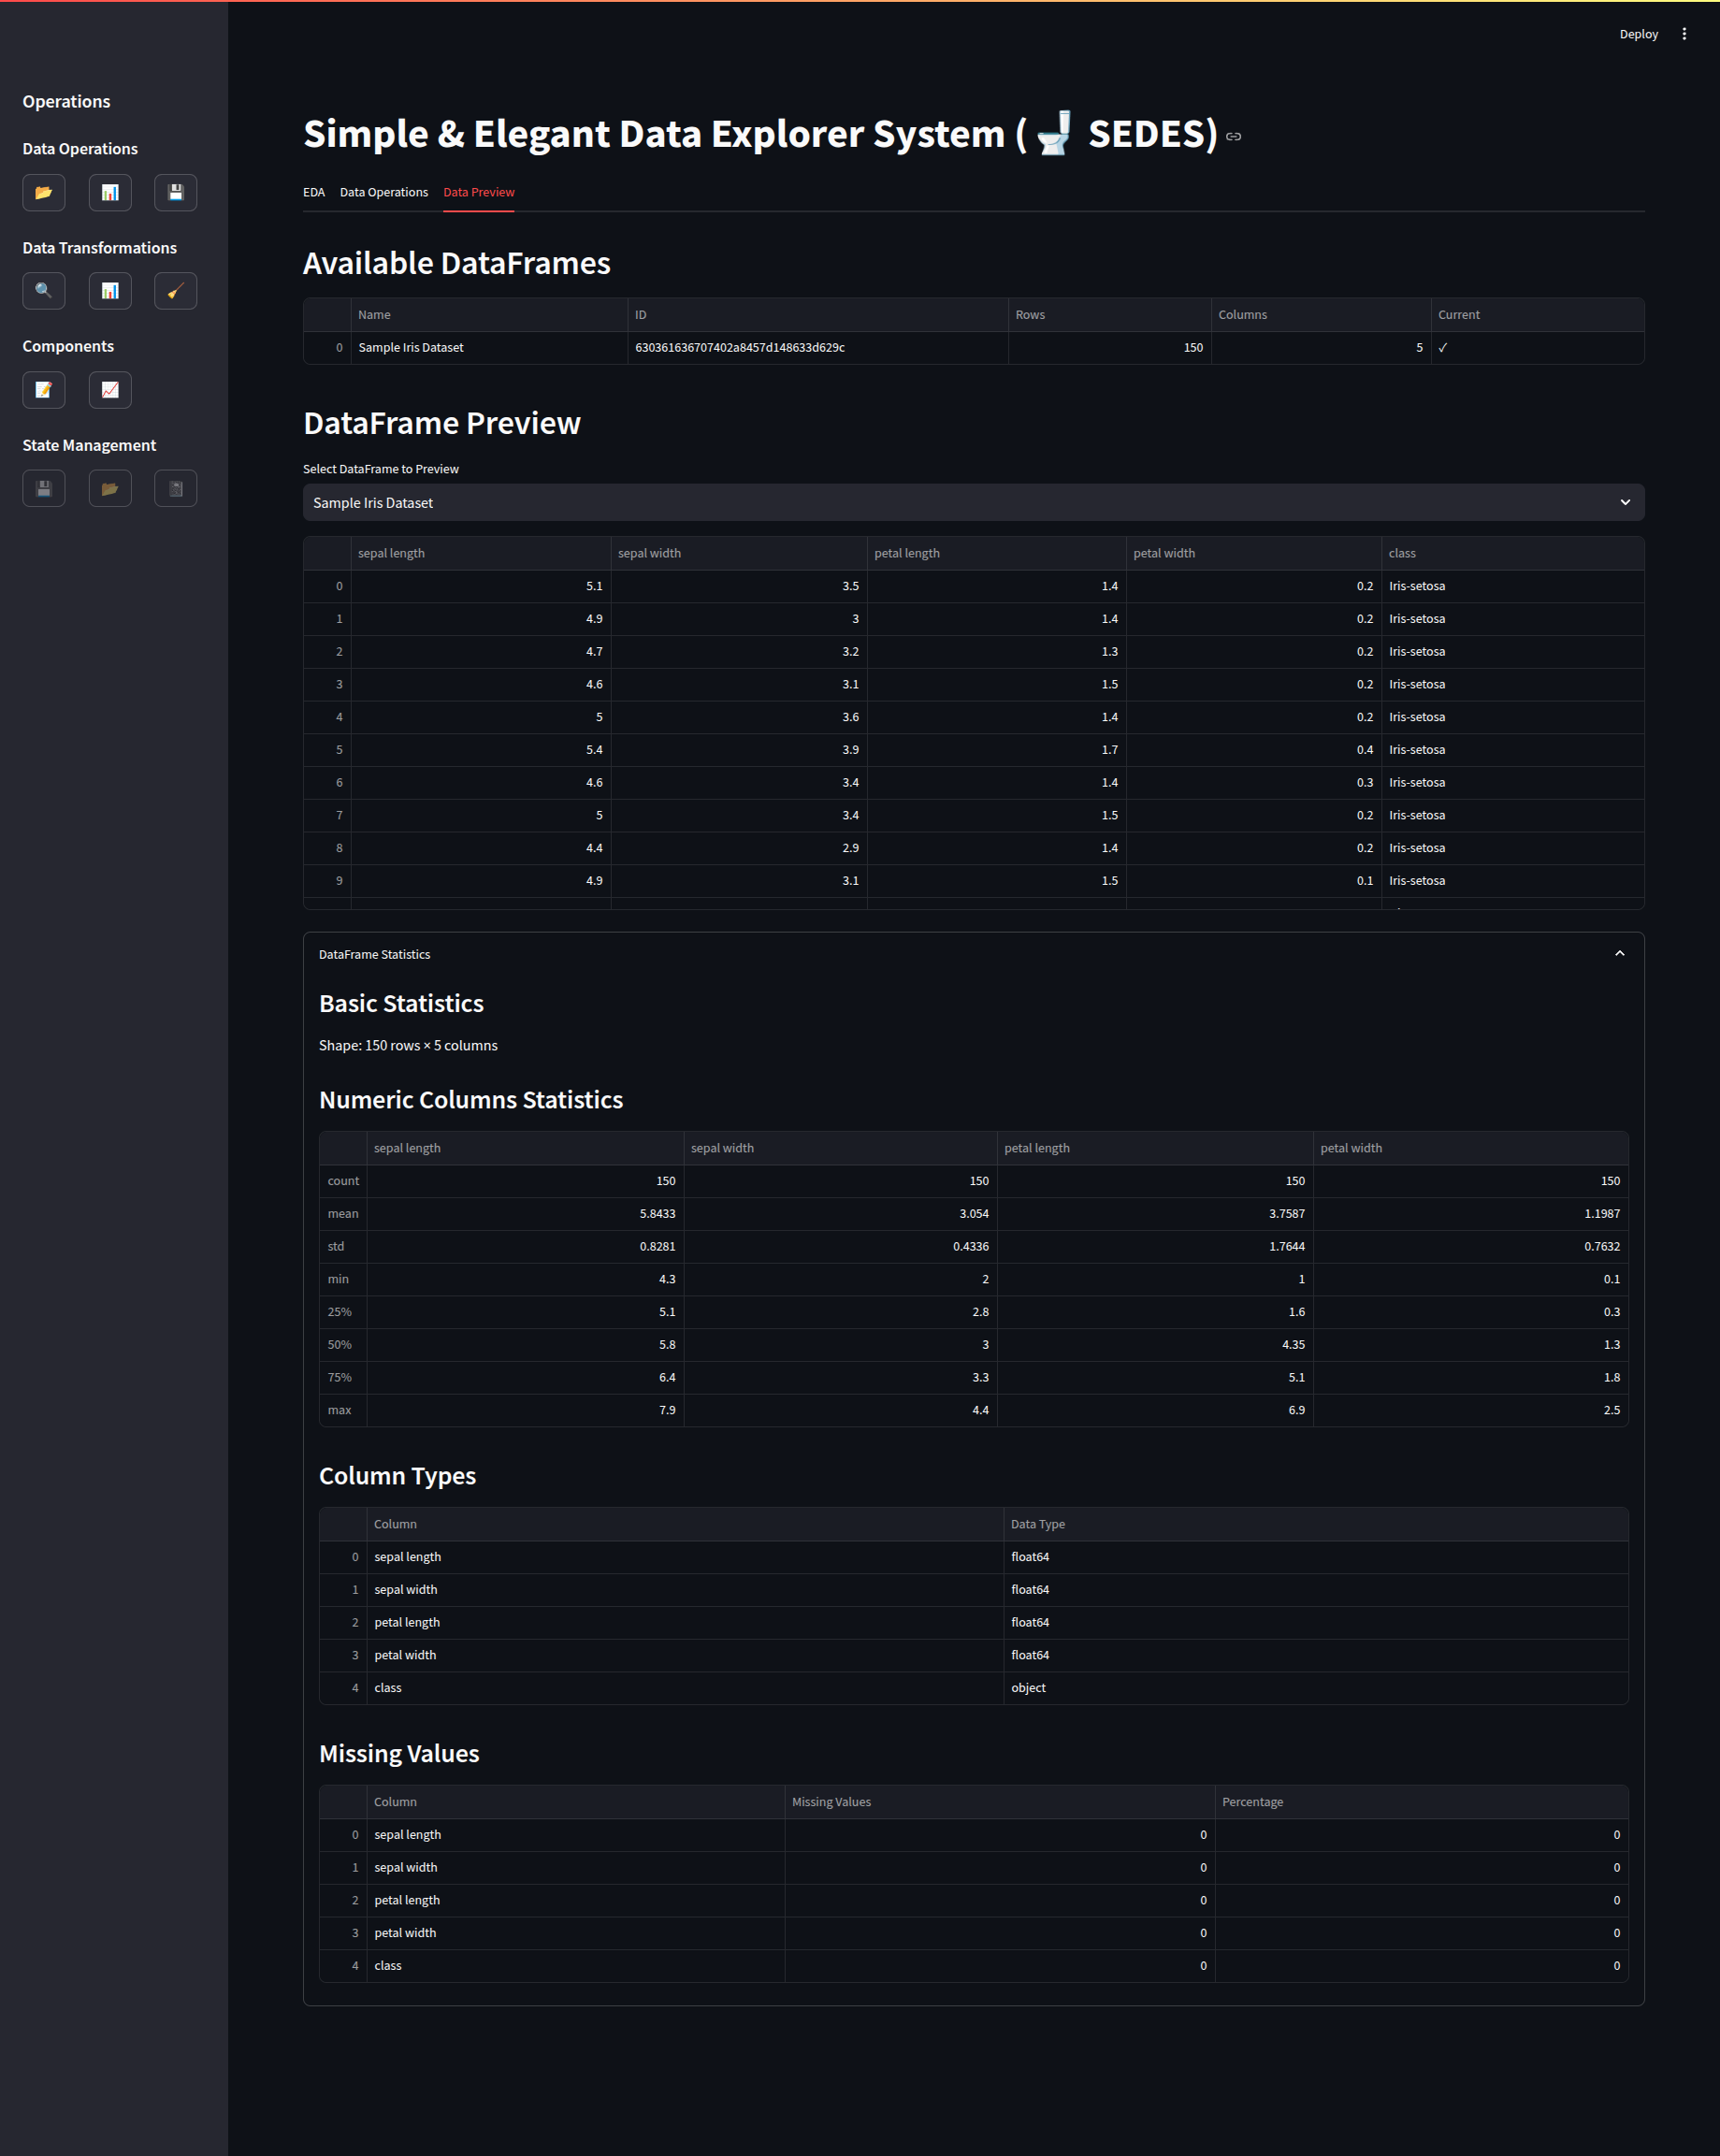 Deploy
Operations
Data Operations
Data Transformations
Components
State Management
Simple & Elegant Data Explorer System (🚽 SEDES)
EDA Data Operations Data Preview
Available DataFrames
Name ID Rows Columns Current
0 Sample Iris Dataset 630361636707402a8457d148633d629c 150 5 ✓
DataFrame Preview
Select DataFrame to Preview
Sample Iris Dataset
sepal length sepal width petal length petal width class
0 5.1 3.5 1.4 0.2 Iris-setosa
1 4.9 3 1.4 0.2 Iris-setosa
2 4.7 3.2 1.3 0.2 Iris-setosa
3 4.6 3.1 1.5 0.2 Iris-setosa
4 5 3.6 1.4 0.2 Iris-setosa
5 5.4 3.9 1.7 0.4 Iris-setosa
6 4.6 3.4 1.4 0.3 Iris-setosa
7 5 3.4 1.5 0.2 Iris-setosa
8 4.4 2.9 1.4 0.2 Iris-setosa
9 4.9 3.1 1.5 0.1 Iris-setosa
DataFrame Statistics
Basic Statistics
Shape: 150 rows × 5 columns
Numeric Columns Statistics
sepal length sepal width petal length petal width
count 150 150 150 150
mean 5.8433 3.054 3.7587 1.1987
std 0.8281 0.4336 1.7644 0.7632
min 4.3 2 1 0.1
25% 5.1 2.8 1.6 0.3
50% 5.8 3 4.35 1.3
75% 6.4 3.3 5.1 1.8
max 7.9 4.4 6.9 2.5
Column Types
Column Data Type
0 sepal length float64
1 sepal width float64
2 petal length float64
3 petal width float64
4 class object
Missing Values
Column Missing Values Percentage
0 sepal length 0 0
1 sepal width 0 0
2 petal length 0 0
3 petal width 0 0
4 class 0 0